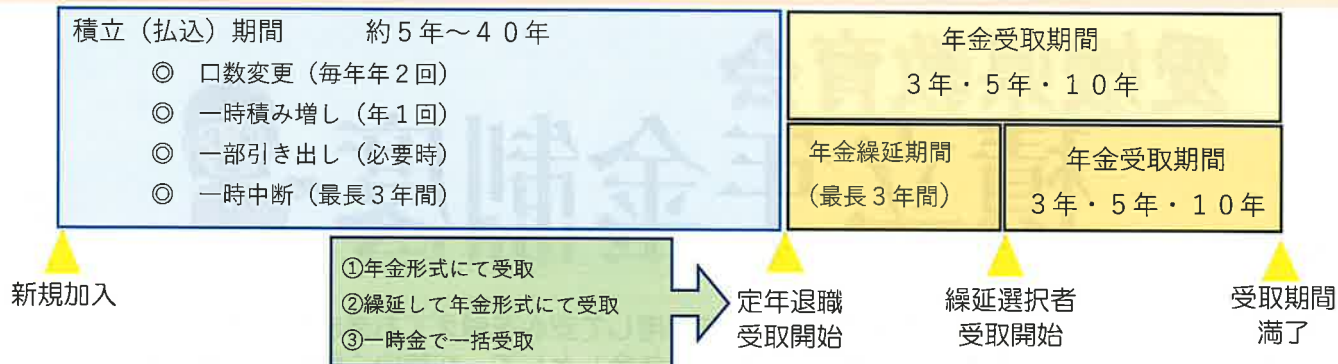 積立（払込）期間　　約５年～４０年
◎　口数変更（毎年年２回）
◎　一時積み増し（年１回）
◎　一部引き出し（必要時）
◎　一時中断（最長３年間）
年金受取期間
３年・５年・１０年
年金繰延期間
（最長３年間）
年金受取期間
３年・５年・１０年
①年金形式にて受取
②繰延して年金形式にて受取
③一時金で一括受取
新規加入
定年退職
受取開始
繰延選択者
受取開始
受取期間
満了